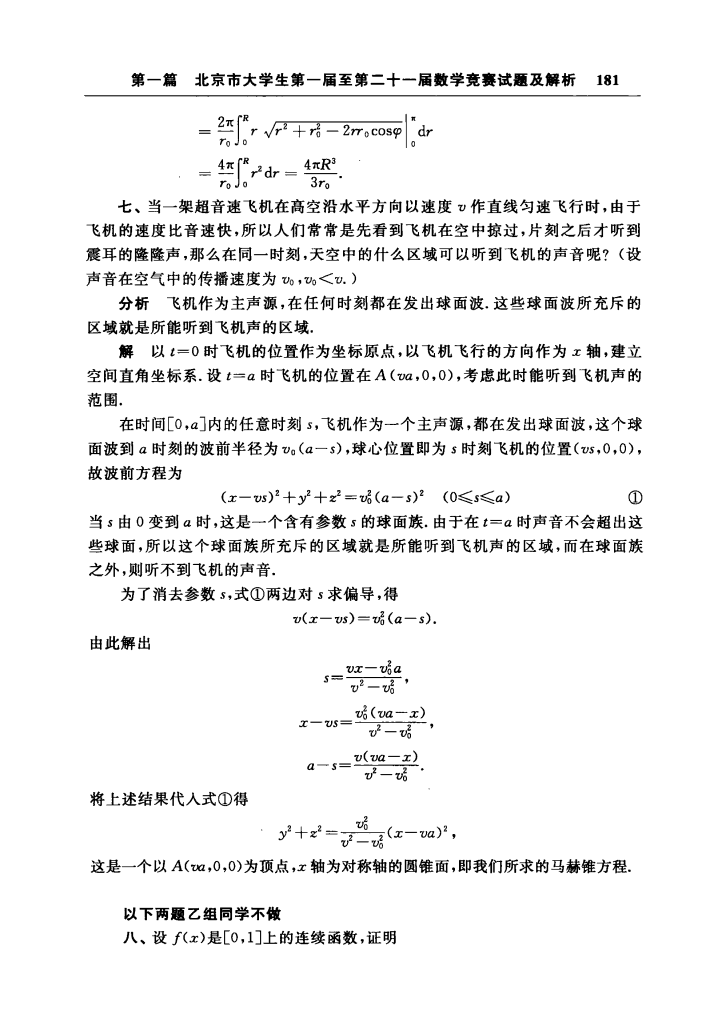 第一篇 北京市大学生第一届至第二十一届数学竞赛试题及解析 181
$=\frac{2\pi}{r_0}\int_0^R r\sqrt{r^2+r_0^2-2rr_0\cos\varphi}\Big|_0^\pi dr$
$=\frac{4\pi}{r_0}\int_0^R r^2dr=\frac{4\pi R^3}{3r_0}.$
七、当一架超音速飞机在高空沿水平方向以速度 v 作直线匀速飞行时,由于
飞机的速度比音速快,所以人们常常是先看到飞机在空中掠过,片刻之后才听到
震耳的隆隆声,那么在同一时刻,天空中的什么区域可以听到飞机的声音呢?(设
声音在空气中的传播速度为 v₀,v₀<v.)
分析 飞机作为主声源,在任何时刻都在发出球面波.这些球面波所充斥的
区域就是所能听到飞机声的区域.
解 以 t=0 时飞机的位置作为坐标原点,以飞机飞行的方向作为 x 轴,建立
空间直角坐标系.设 t=a 时飞机的位置在 A(va,0,0),考虑此时能听到飞机声的
范围.
在时间[0,a]内的任意时刻 s,飞机作为一个主声源,都在发出球面波,这个球
面波到 a 时刻的波前半径为 v₀(a-s),球心位置即为 s 时刻飞机的位置(vs,0,0),
故波前方程为
$(x-vs)^2+y^2+z^2=v_0^2(a-s)^2$ (0≤s≤a) ①
当 s 由 0 变到 a 时,这是一个含有参数 s 的球面族.由于在 t=a 时声音不会超出这
些球面,所以这个球面族所充斥的区域就是所能听到飞机声的区域,而在球面族
之外,则听不到飞机的声音.
为了消去参数 s,式①两边对 s 求偏导,得
$v(x-vs)=v_0^2(a-s).$
由此解出
$s=\frac{vx-v_0^2a}{v^2-v_0^2},$
$x-vs=\frac{v_0^2(va-x)}{v^2-v_0^2},$
$a-s=\frac{v(va-x)}{v^2-v_0^2}.$
将上述结果代入式①得
$y^2+z^2=\frac{v_0^2}{v^2-v_0^2}(x-va)^2,$
这是一个以 A(va,0,0)为顶点,x 轴为对称轴的圆锥面,即我们所求的马赫锥方程.
以下两题乙组同学不做
八、设 f(x)是[0,1]上的连续函数,证明